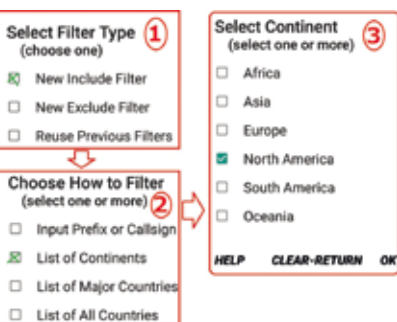 Select Filter Type 1
(choose one)
New Include Filter
New Exclude Filter
Reuse Previous Filters
Choose How to Filter
(select one or more) 2
Input Prefix or Callsign
List of Continents
List of Major Countries
List of All Countries
Select Continent
(select one or more) 3
Africa
Asia
Europe
North America
South America
Oceania
HELP CLEAR-RETURN OK